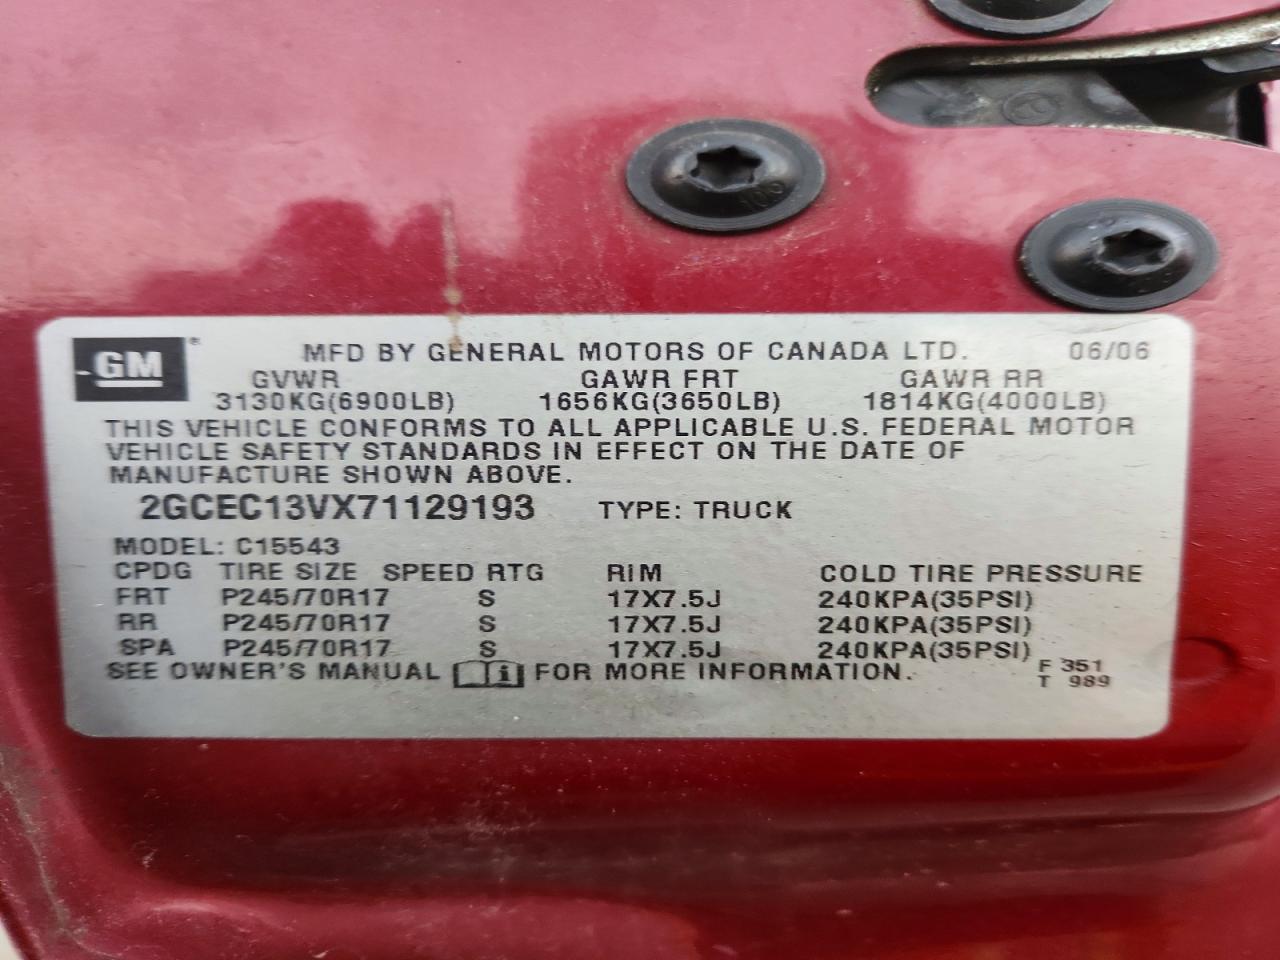 GM® MFD BY GENERAL MOTORS OF CANADA LTD. 06/06
GVWR GAWR FRT GAWR RR
3130KG(6900LB) 1656KG(3650LB) 1814KG(4000LB)
THIS VEHICLE CONFORMS TO ALL APPLICABLE U.S. FEDERAL MOTOR
VEHICLE SAFETY STANDARDS IN EFFECT ON THE DATE OF
MANUFACTURE SHOWN ABOVE.
2GCEC13VX71129193 TYPE: TRUCK
MODEL: C15543
CPDG TIRE SIZE SPEED RTG RIM COLD TIRE PRESSURE
FRT P245/70R17 S 17X7.5J 240KPA(35PSI)
RR P245/70R17 S 17X7.5J 240KPA(35PSI)
SPA P245/70R17 S 17X7.5J 240KPA(35PSI)
SEE OWNER'S MANUAL FOR MORE INFORMATION. F 351
T 989